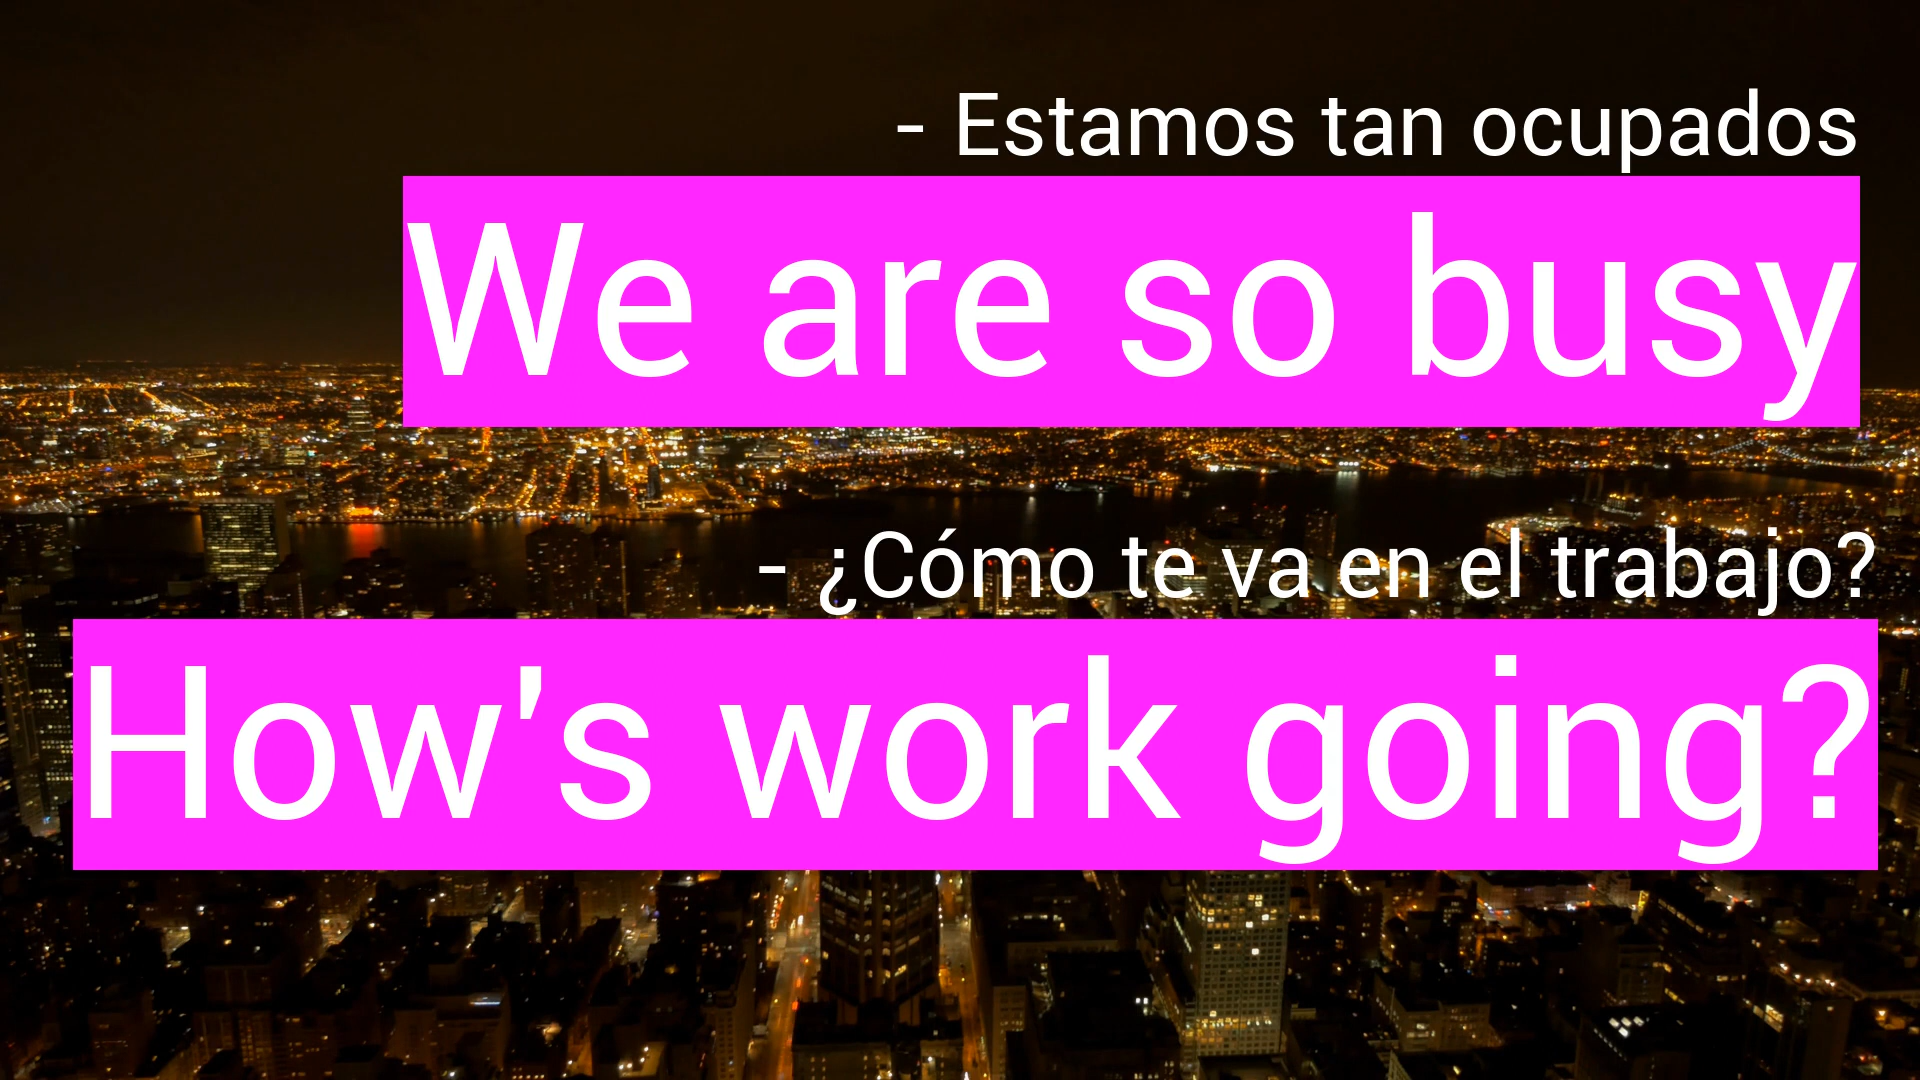 - Estamos tan ocupados
We are so busy
- ¿Cómo te va en el trabajo?
How's work going?